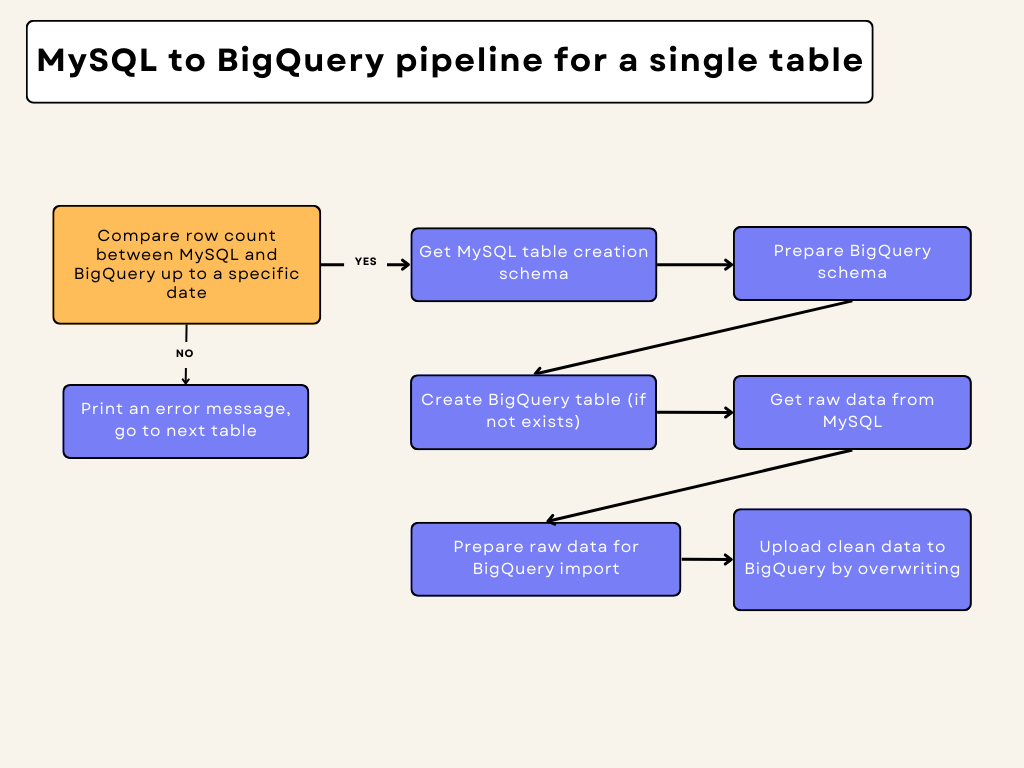 MySQL to BigQuery pipeline for a single table
Compare row count
between MySQL and
BigQuery up to a specific
date
YES
Get MySQL table creation
schema
Prepare BigQuery
schema
NO
Print an error message,
go to next table
Create BigQuery table (if
not exists)
Get raw data from
MySQL
Prepare raw data for
BigQuery import
Upload clean data to
BigQuery by overwriting